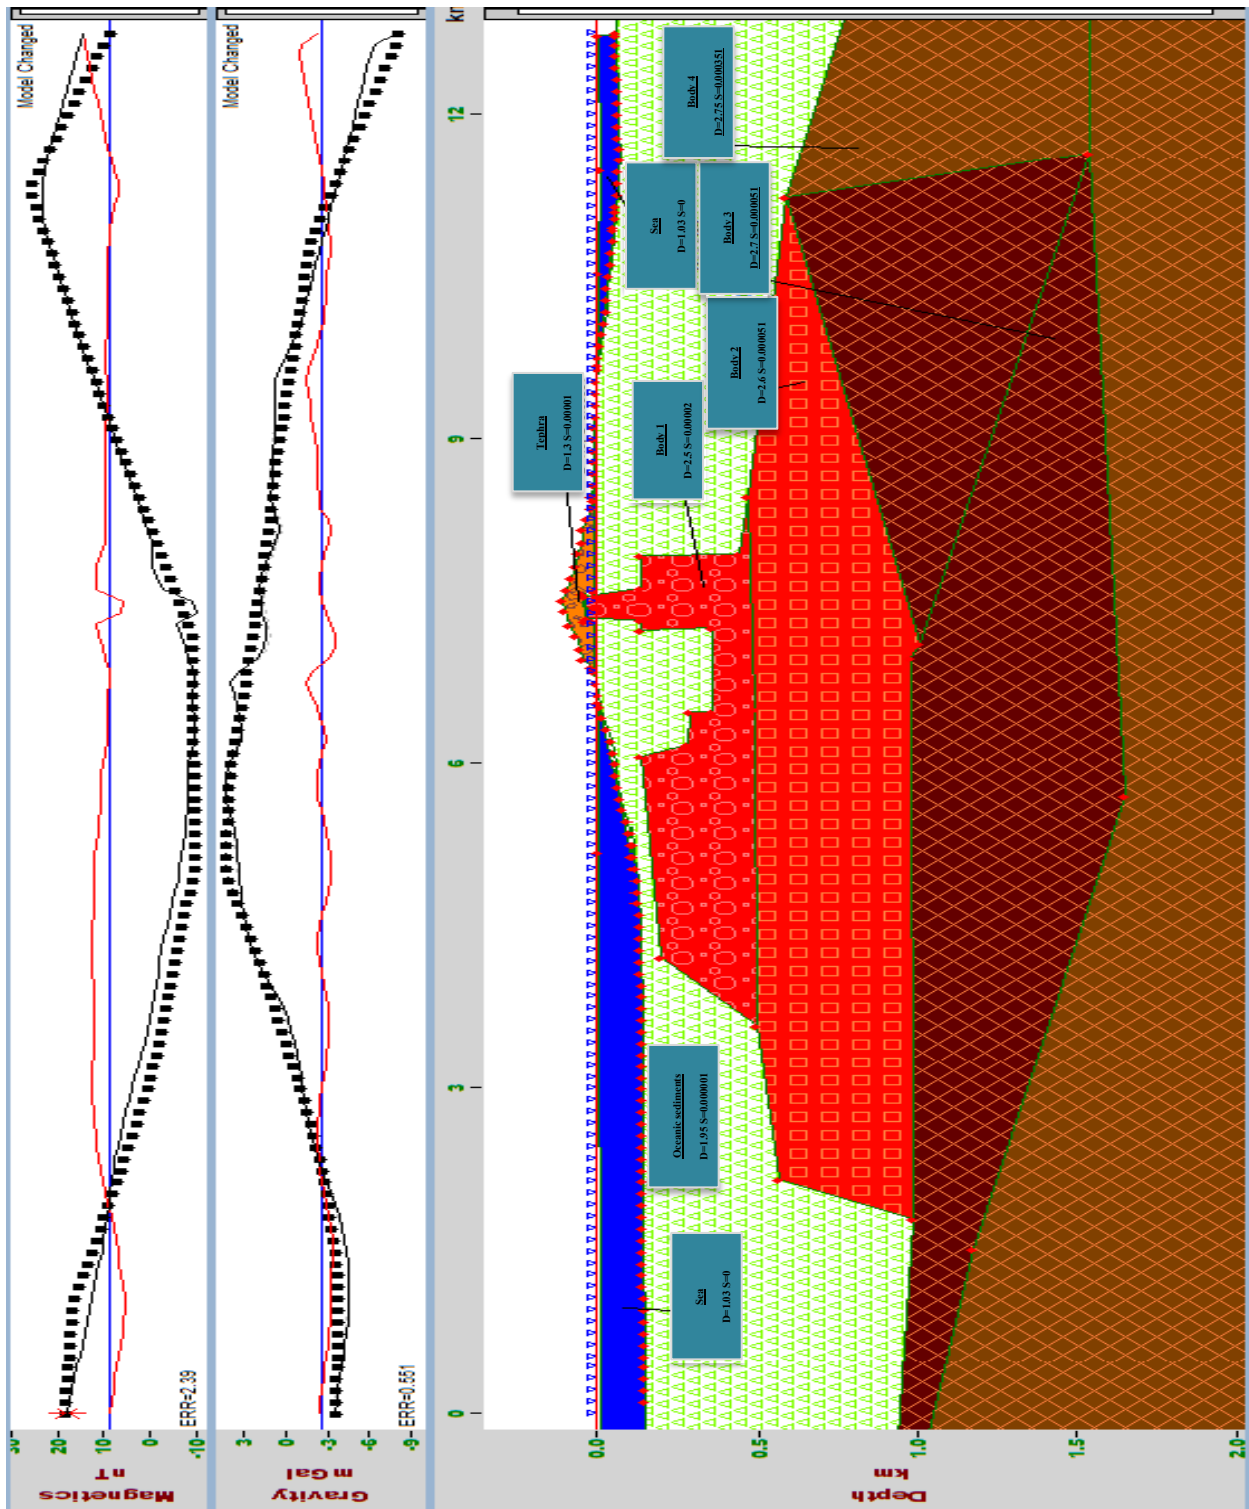 Magnetics
nT
20
10
0
-10
Model Changed
ERR=2.39
Gravity
mGal
3
0
-3
-6
-9
Model Changed
ERR=0.551
0
3
6
9
12
Depth
km
0.0
0.5
1.0
1.5
2.0
Tephra
D=1.3 S=0.00001
Sea
D=1.03 S=0
Oceanic sediments
D=1.95 S=0.000001
Body 1
D=2.5 S=0.00002
Body 2
D=2.6 S=0.000051
Sea
D=1.03 S=0
Body 3
D=2.7 S=0.000051
Body 4
D=2.75 S=0.000351